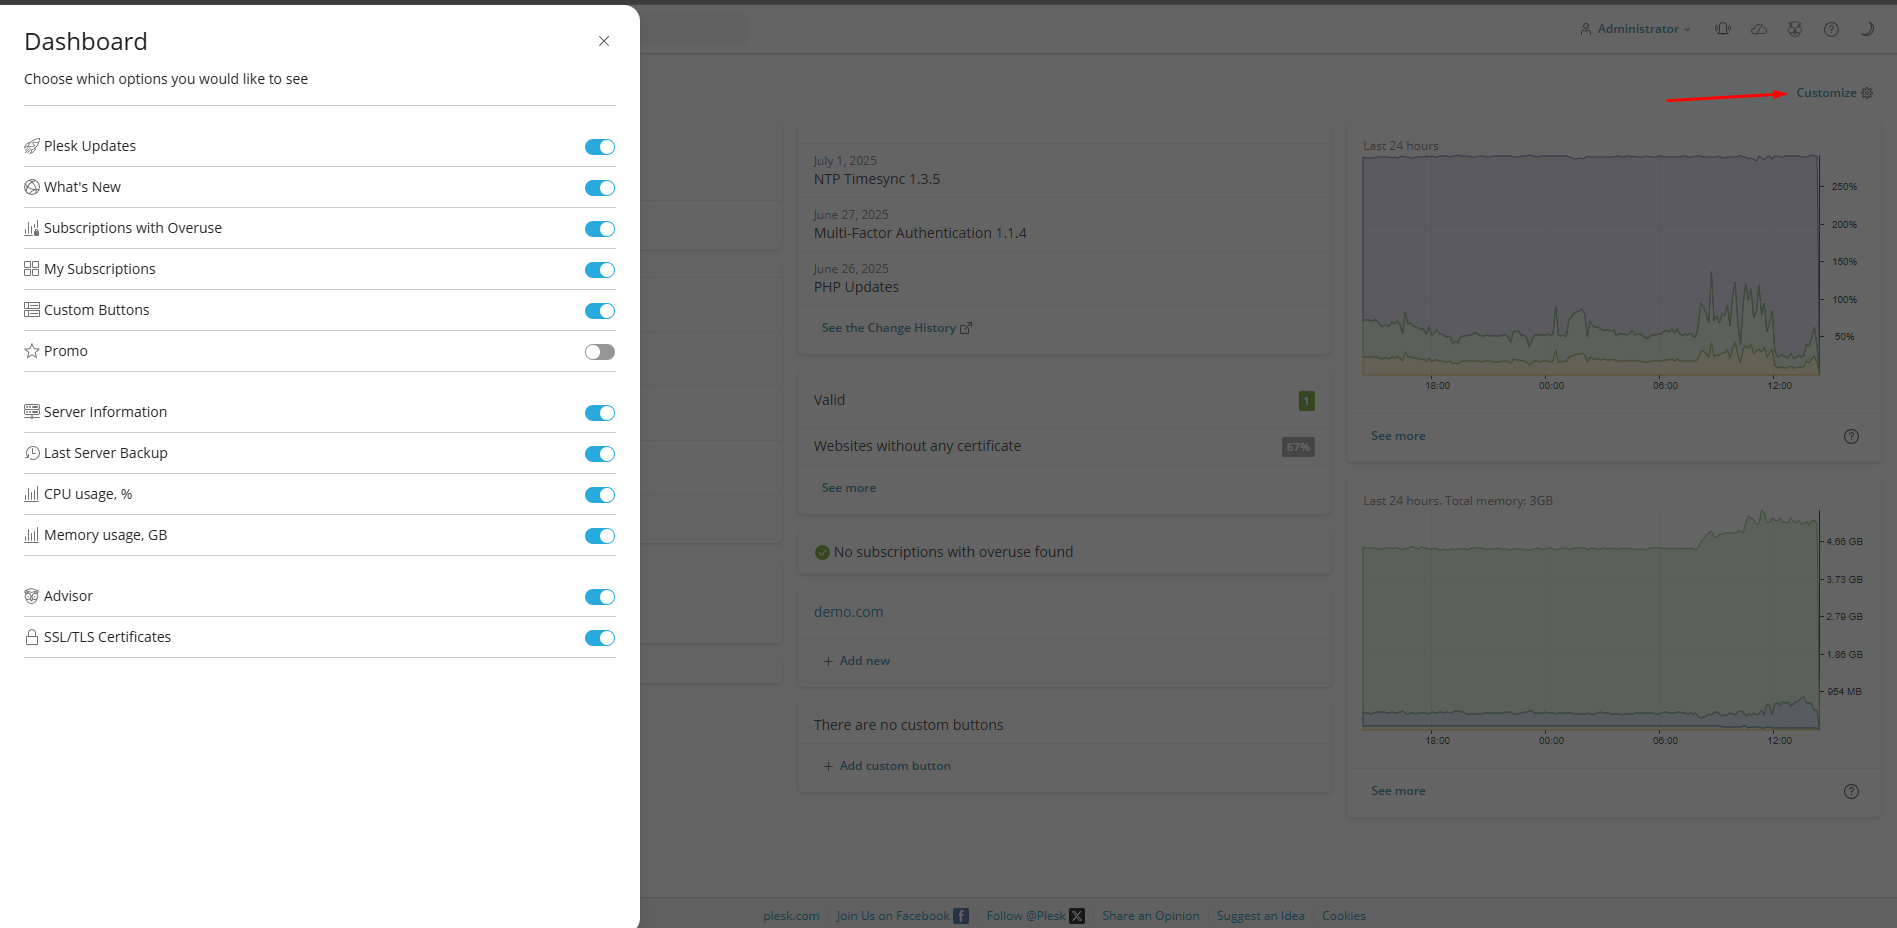 Dashboard
Choose which options you would like to see
Plesk Updates
What's New
Subscriptions with Overuse
My Subscriptions
Custom Buttons
Promo
Server Information
Last Server Backup
CPU usage, %
Memory usage, GB
Advisor
SSL/TLS Certificates
Administrator
Customize
July 1, 2025
NTP Timesync 1.3.5
June 27, 2025
Multi-Factor Authentication 1.1.4
June 26, 2025
PHP Updates
See the Change History
Valid 1
Websites without any certificate 67%
See more
No subscriptions with overuse found
demo.com
+ Add new
There are no custom buttons
+ Add custom button
Last 24 hours
250%
200%
150%
100%
50%
18:00 00:00 06:00 12:00
See more
Last 24 hours. Total memory: 3GB
4.66 GB
3.73 GB
2.79 GB
1.86 GB
954 MB
18:00 00:00 06:00 12:00
See more
plesk.com Join Us on Facebook Follow @Plesk Share an Opinion Suggest an Idea Cookies